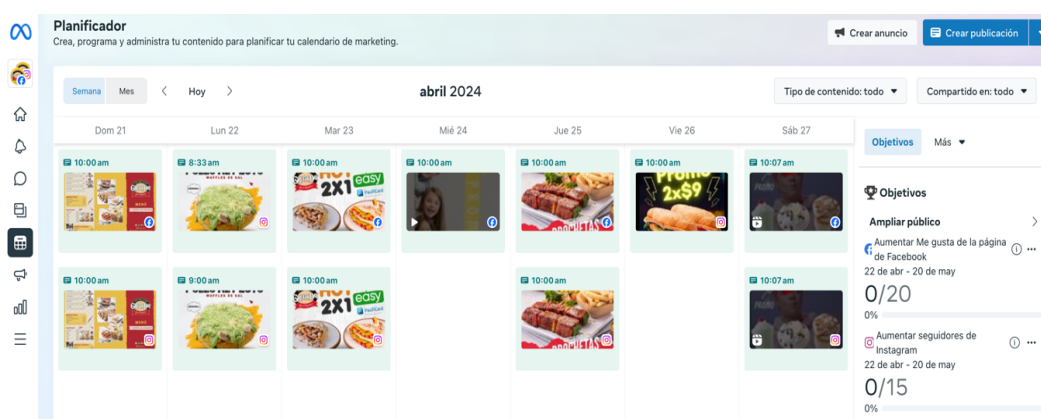 Planificador
Crea, programa y administra tu contenido para planificar tu calendario de marketing.
Crear anuncio
Crear publicación
Semana
Mes
Hoy
abril 2024
Tipo de contenido: todo
Compartido en: todo
Dom 21
Lun 22
Mar 23
Mié 24
Jue 25
Vie 26
Sáb 27
Objetivos
Más
10:00 am
8:33 am
10:00 am
10:00 am
10:00 am
10:00 am
10:07 am
WAFFLES DE SAL
2X1 easy
Promo
2x$9
Objetivos
Ampliar público
Aumentar Me gusta de la página
de Facebook
22 de abr - 20 de may
0/20
0%
10:00 am
9:00 am
10:00 am
10:00 am
10:07 am
WAFFLES DE SAL
2X1 easy
Aumentar seguidores de
Instagram
22 de abr - 20 de may
0/15
0%